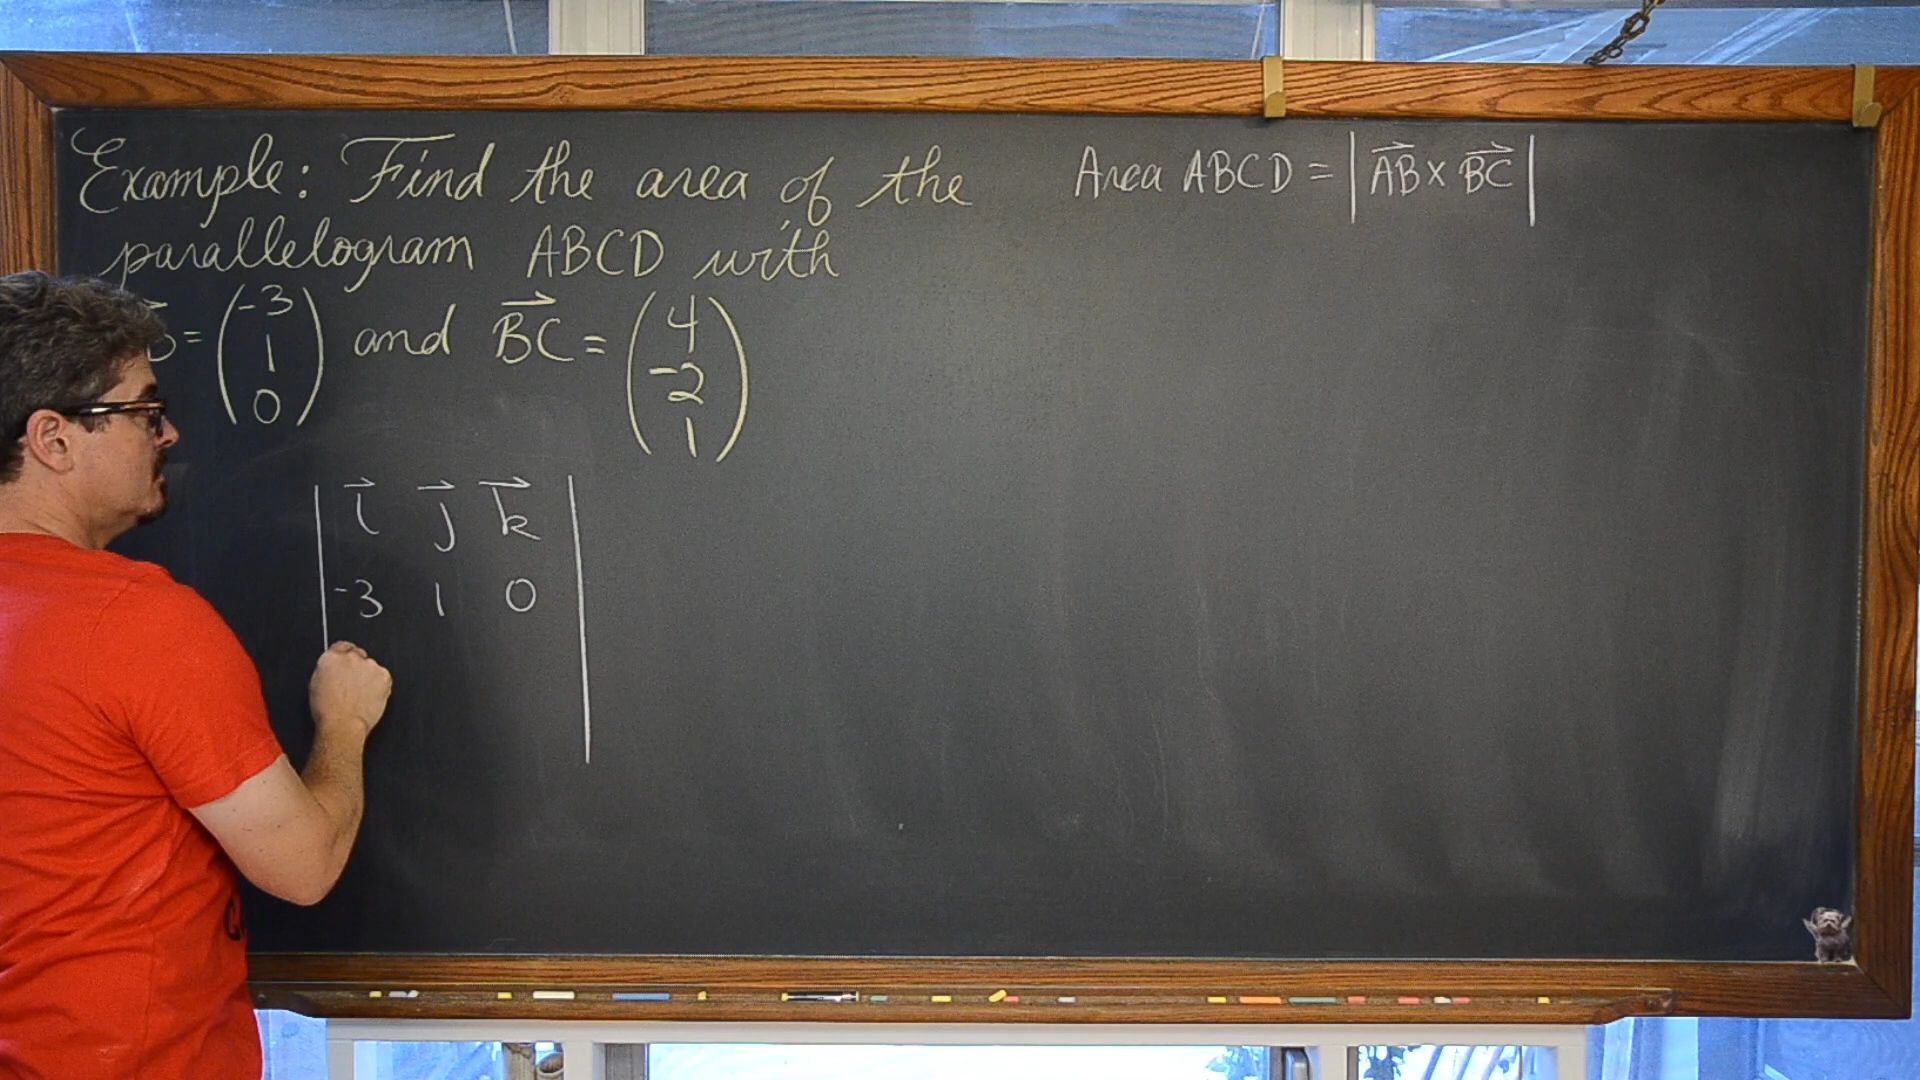 Example: Find the area of the
parallelogram ABCD with
= (-3 1 0) and BC = (4 -2 1)
Area ABCD = | AB × BC |
i j k
-3 1 0